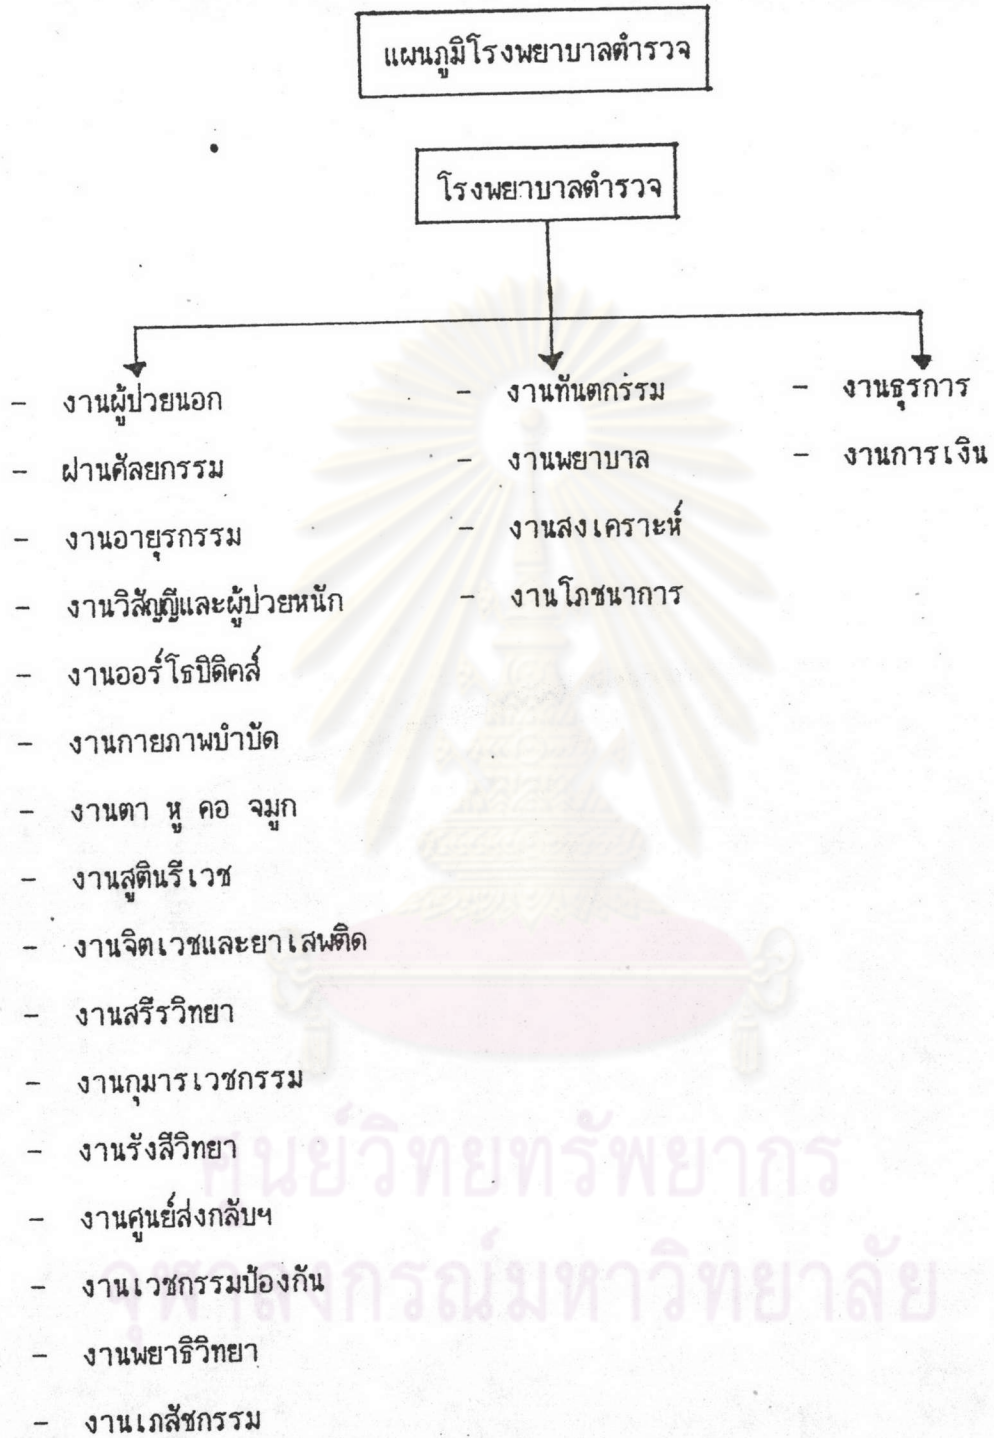 แผนภูมิโรงพยาบาลตำรวจ
โรงพยาบาลตำรวจ
- งานผู้ป่วยนอก
- ฝานศัลยกรรม
- งานอายุรกรรม
- งานวิสัญญีและผู้ป่วยหนัก
- งานออร์โธปิดิคส์
- งานกายภาพบำบัด
- งานตา หู คอ จมูก
- งานสูตินรีเวช
- งานจิตเวชและยาเสพติด
- งานสรีรวิทยา
- งานกุมารเวชกรรม
- งานรังสีวิทยา
- งานศูนย์ส่งกลับฯ
- งานเวชกรรมป้องกัน
- งานพยาธิวิทยา
- งานเภสัชกรรม
- งานทันตกรรม
- งานพยาบาล
- งานสงเคราะห์
- งานโภชนาการ
- งานธุรการ
- งานการเงิน
ศูนย์วิทยทรัพยากร
จุฬาลงกรณ์มหาวิทยาลัย